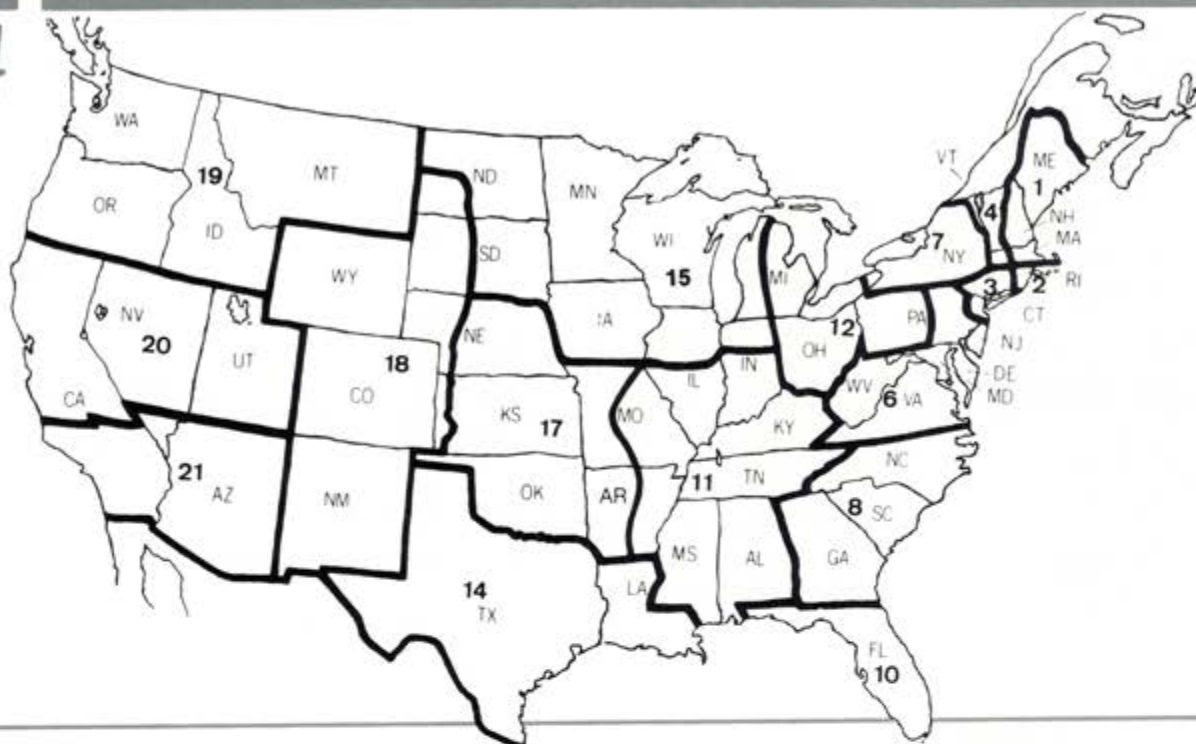 WA
MT
ND
MN
VT
ME
19
1
OR
ID
SD
WI
MI
4
NH
7
NY
MA
WY
15
3
2
RI
NV
IA
12
PA
CT
20
UT
18
NE
OH
NJ
CO
IL
IN
WV
6
VA
DE
MD
CA
KS
17
MO
KY
21
AZ
NM
OK
AR
11
TN
NC
8
SC
MS
AL
GA
14
TX
LA
FL
10